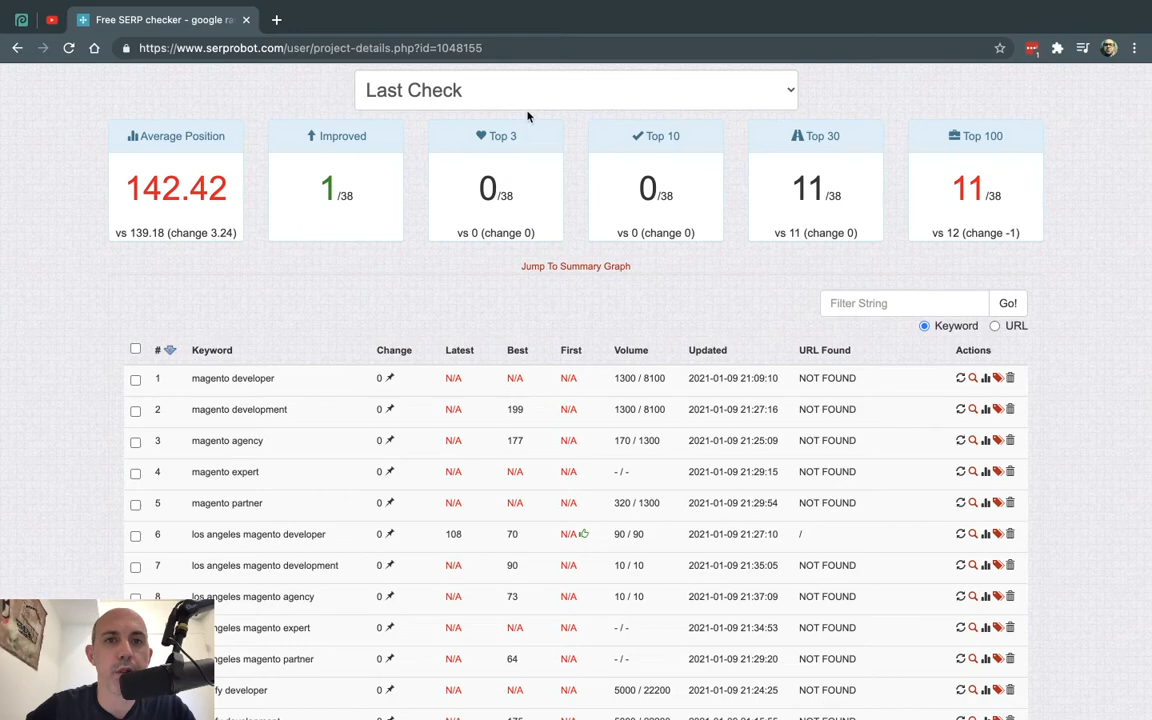 Free SERP checker - google ra
https://www.serprobot.com/user/project-details.php?id=1048155
1
Last Check
Average Position Improved Top 3 Top 10 Top 30 Top 100
142.42 1/38 0/38 0/38 11/38 11/38
vs 139.18 (change 3.24) vs 0 (change 0) vs 0 (change 0) vs 11 (change 0) vs 12 (change -1)
Jump To Summary Graph
Filter String Go!
Keyword URL
# Keyword Change Latest Best First Volume Updated URL Found Actions
1 magento developer 0 N/A N/A N/A 1300 / 8100 2021-01-09 21:09:10 NOT FOUND
2 magento development 0 N/A 199 N/A 1300 / 8100 2021-01-09 21:27:16 NOT FOUND
3 magento agency 0 N/A 177 N/A 170 / 1300 2021-01-09 21:25:09 NOT FOUND
4 magento expert 0 N/A N/A N/A - / - 2021-01-09 21:29:15 NOT FOUND
5 magento partner 0 N/A N/A N/A 320 / 1300 2021-01-09 21:29:54 NOT FOUND
6 los angeles magento developer 0 108 70 N/A 90 / 90 2021-01-09 21:27:10 /
7 los angeles magento development 0 N/A 90 N/A 10 / 10 2021-01-09 21:35:05 NOT FOUND
8 los angeles magento agency 0 N/A 73 N/A 10 / 10 2021-01-09 21:37:09 NOT FOUND
ngeles magento expert 0 N/A N/A N/A - / - 2021-01-09 21:34:53 NOT FOUND
ngeles magento partner 0 N/A 64 N/A - / - 2021-01-09 21:29:20 NOT FOUND
fy developer 0 N/A N/A N/A 5000 / 22200 2021-01-09 21:24:25 NOT FOUND